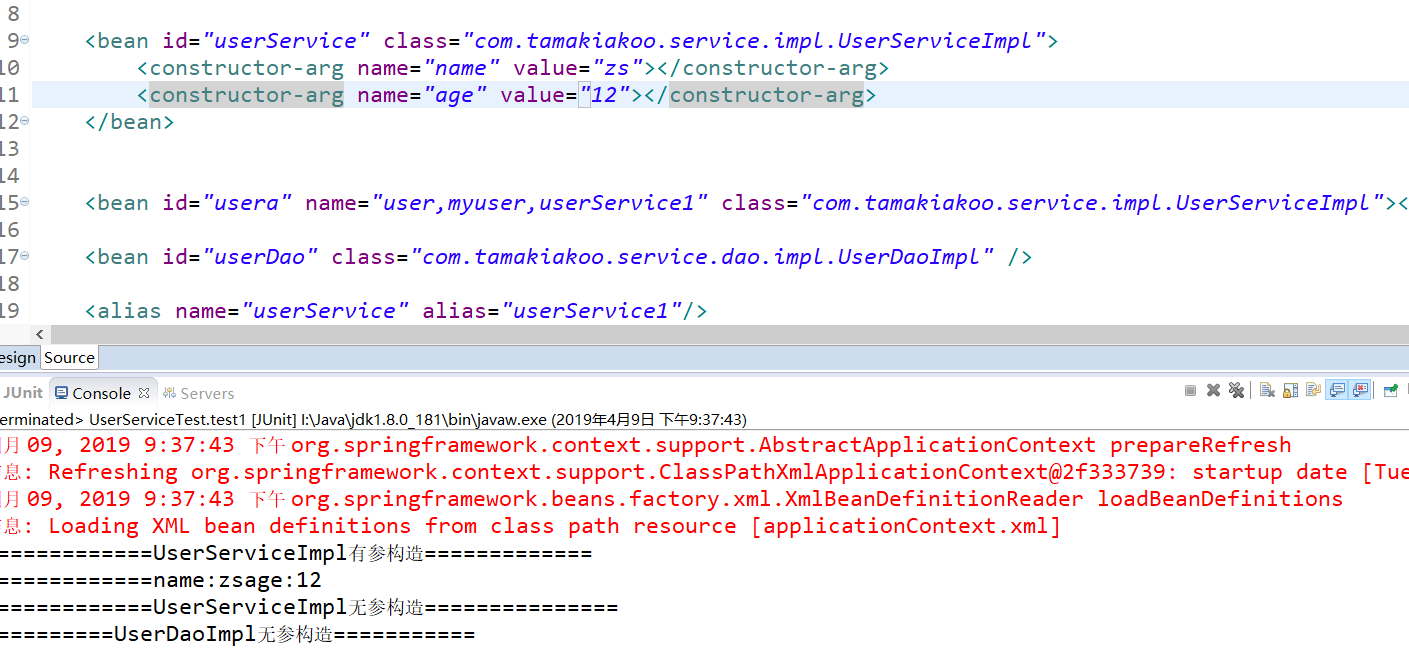 8
9 <bean id="userService" class="com.tamakiakoo.service.impl.UserServiceImpl">
10 <constructor-arg name="name" value="zs"></constructor-arg>
11 <constructor-arg name="age" value="12"></constructor-arg>
12 </bean>
13
14
15 <bean id="usera" name="user,myuser,userService1" class="com.tamakiakoo.service.impl.UserServiceImpl"><
16
17 <bean id="userDao" class="com.tamakiakoo.service.dao.impl.UserDaoImpl" />
18
19 <alias name="userService" alias="userService1"/>
esign Source
JUnit Console Servers
erminated> UserServiceTest.test1 [JUnit] I:\Java\jdk1.8.0_181\bin\javaw.exe (2019年4月9日 下午9:37:43)
月 09, 2019 9:37:43 下午 org.springframework.context.support.AbstractApplicationContext prepareRefresh
息: Refreshing org.springframework.context.support.ClassPathXmlApplicationContext@2f333739: startup date [Tue
月 09, 2019 9:37:43 下午 org.springframework.beans.factory.xml.XmlBeanDefinitionReader loadBeanDefinitions
息: Loading XML bean definitions from class path resource [applicationContext.xml]
============UserServiceImpl有参构造=============
============name:zsage:12
============UserServiceImpl无参构造===============
=========UserDaoImpl无参构造===========